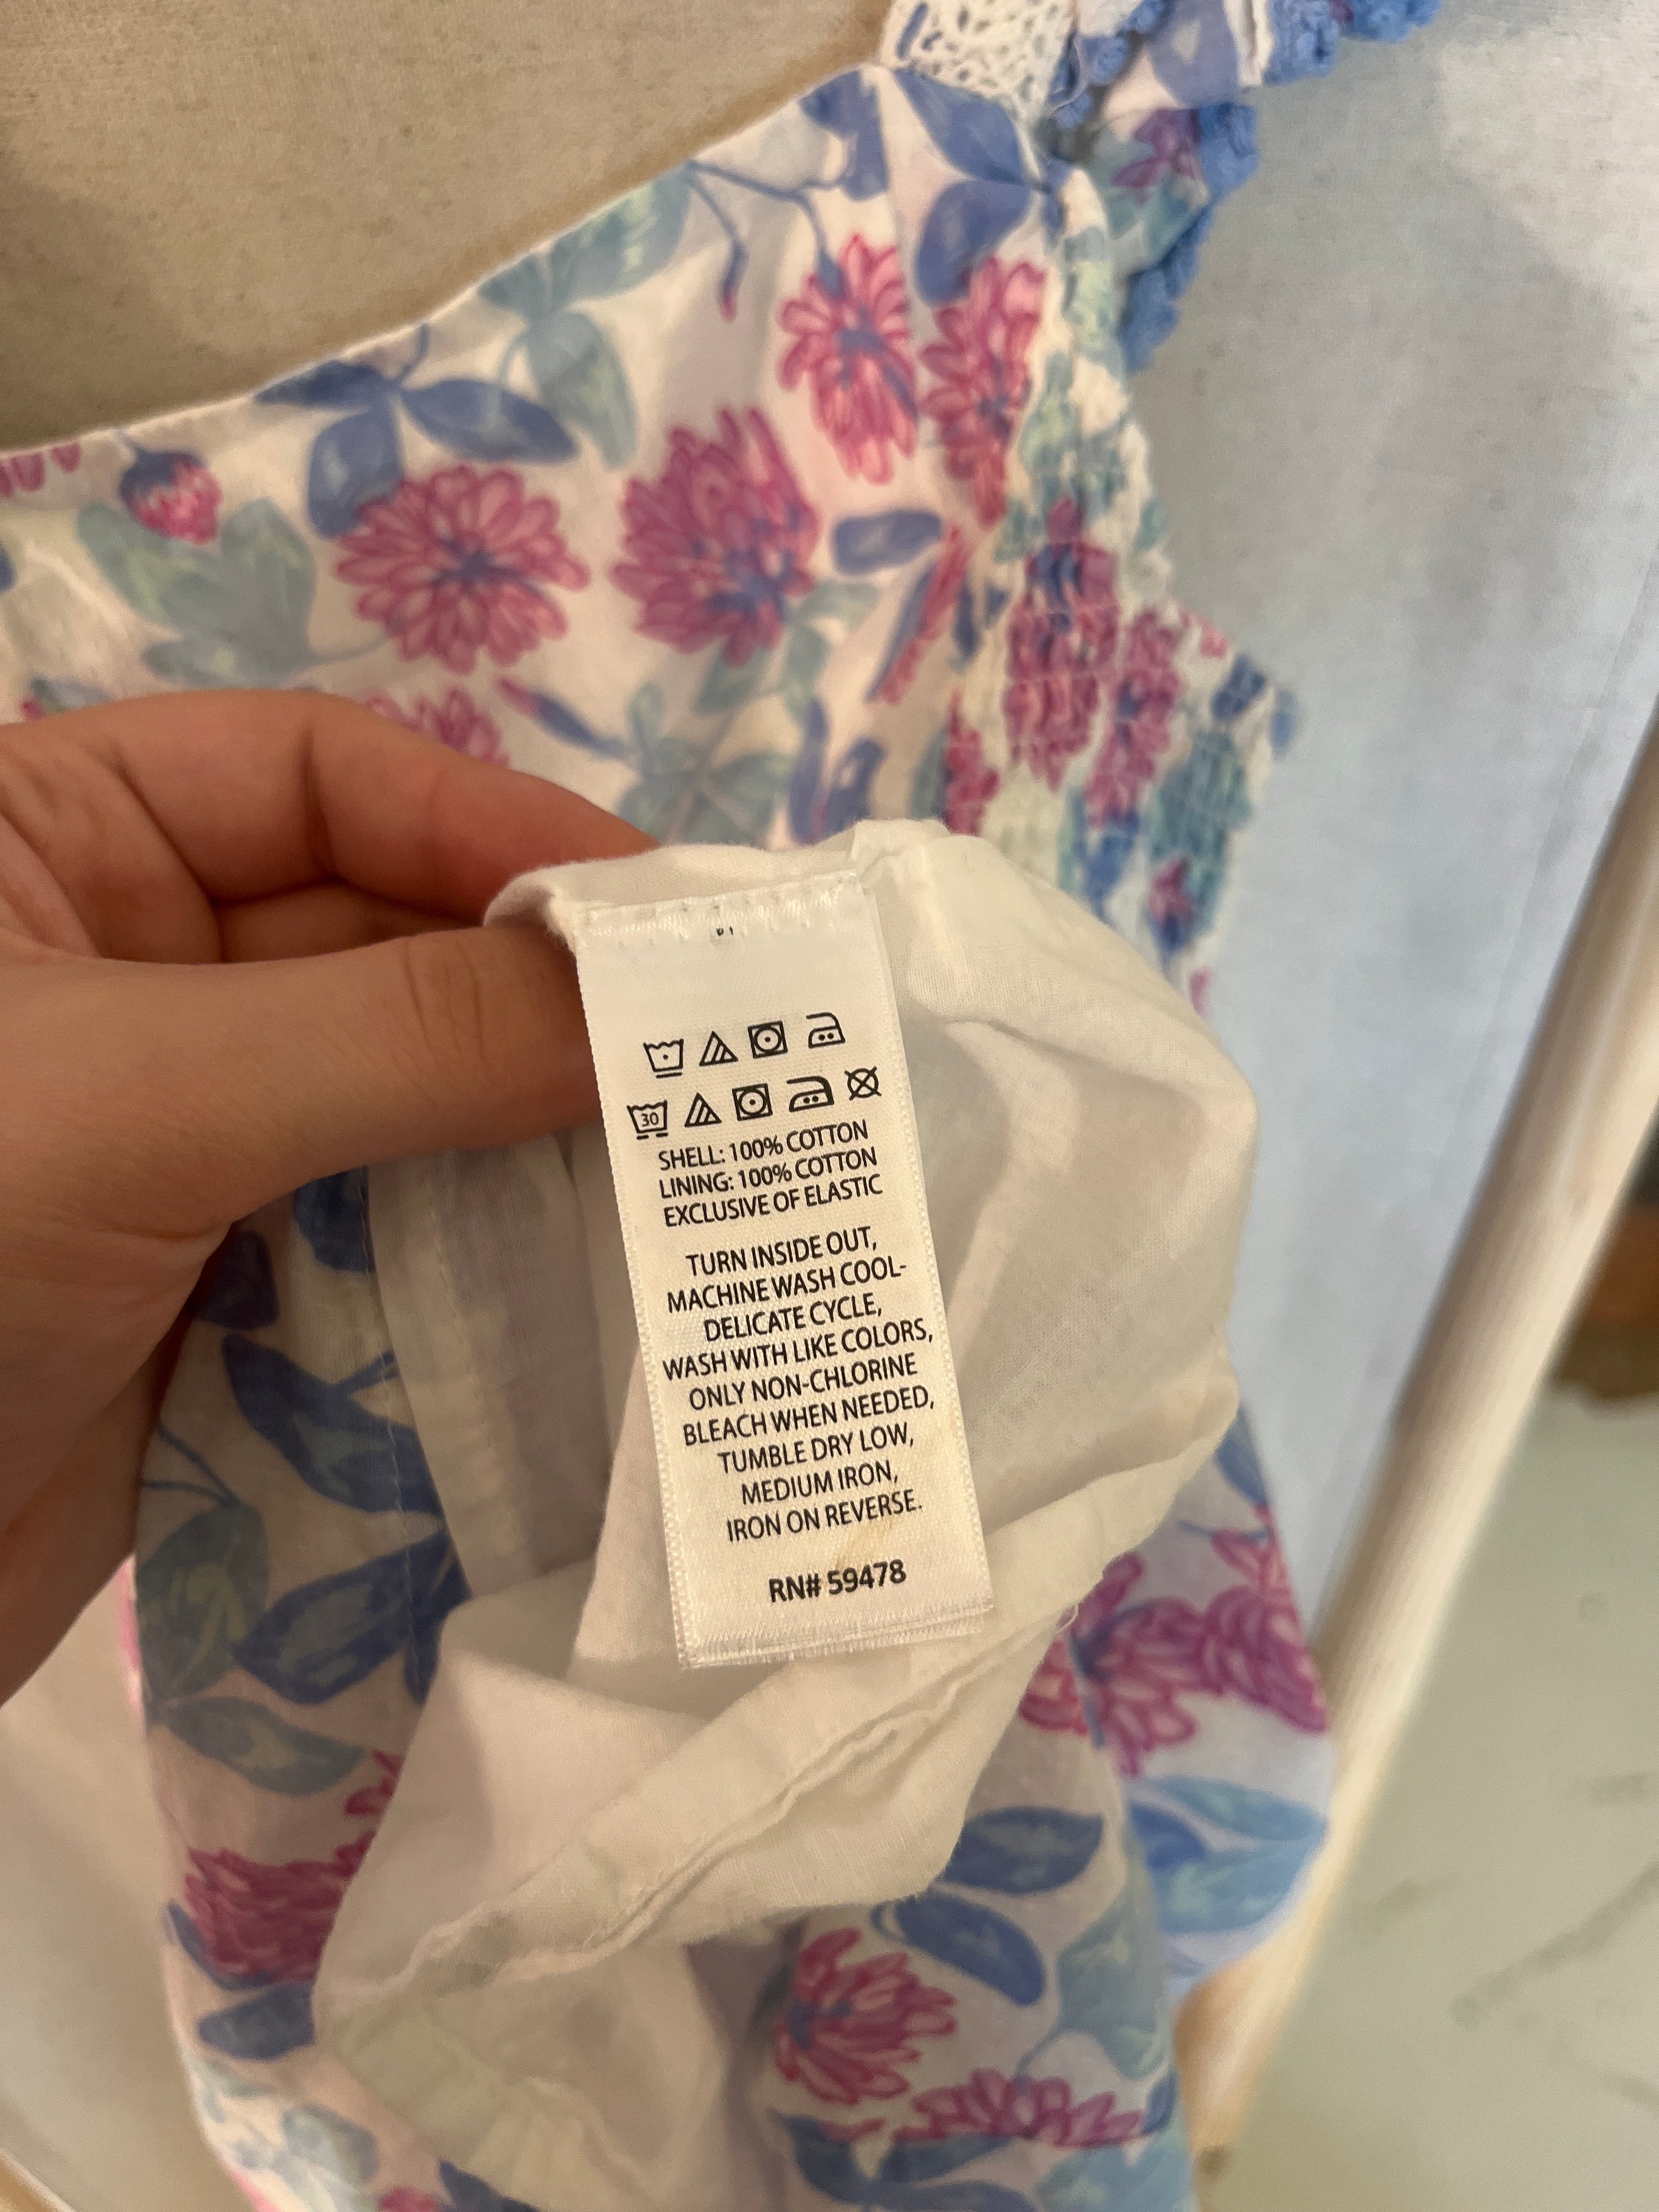 30
SHELL: 100% COTTON
LINING: 100% COTTON
EXCLUSIVE OF ELASTIC
TURN INSIDE OUT,
MACHINE WASH COOL-
DELICATE CYCLE,
WASH WITH LIKE COLORS,
ONLY NON-CHLORINE
BLEACH WHEN NEEDED,
TUMBLE DRY LOW,
MEDIUM IRON,
IRON ON REVERSE.
RN# 59478